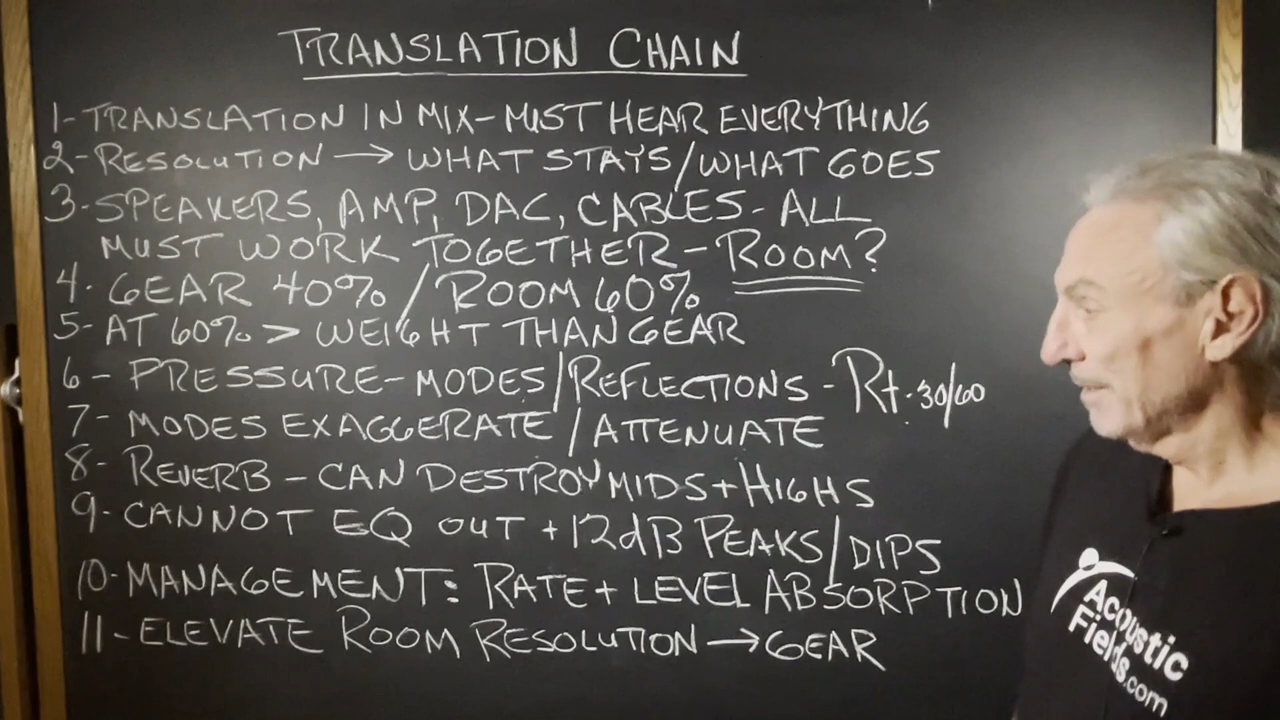 TRANSLATION CHAIN
1-TRANSLATION IN MIX-MUST HEAR EVERYTHING
2-RESOLUTION → WHAT STAYS/WHAT GOES
3-SPEAKERS, AMP, DAC, CABLES-ALL
MUST WORK TOGETHER-ROOM?
4. GEAR 40%/ROOM 60%
5-AT 60% > WEIGHT THAN GEAR
6-PRESSURE-MODES/REFLECTIONS-Rt.30/60
7-MODES EXAGGERATE/ATTENUATE
8-REVERB-CAN DESTROY MIDS+HIGHS
9-CANNOT EQ OUT +12dB PEAKS/DIPS
10-MANAGEMENT: RATE+LEVEL ABSORPTION
11-ELEVATE ROOM RESOLUTION → GEAR
Acoustic
Fields.com